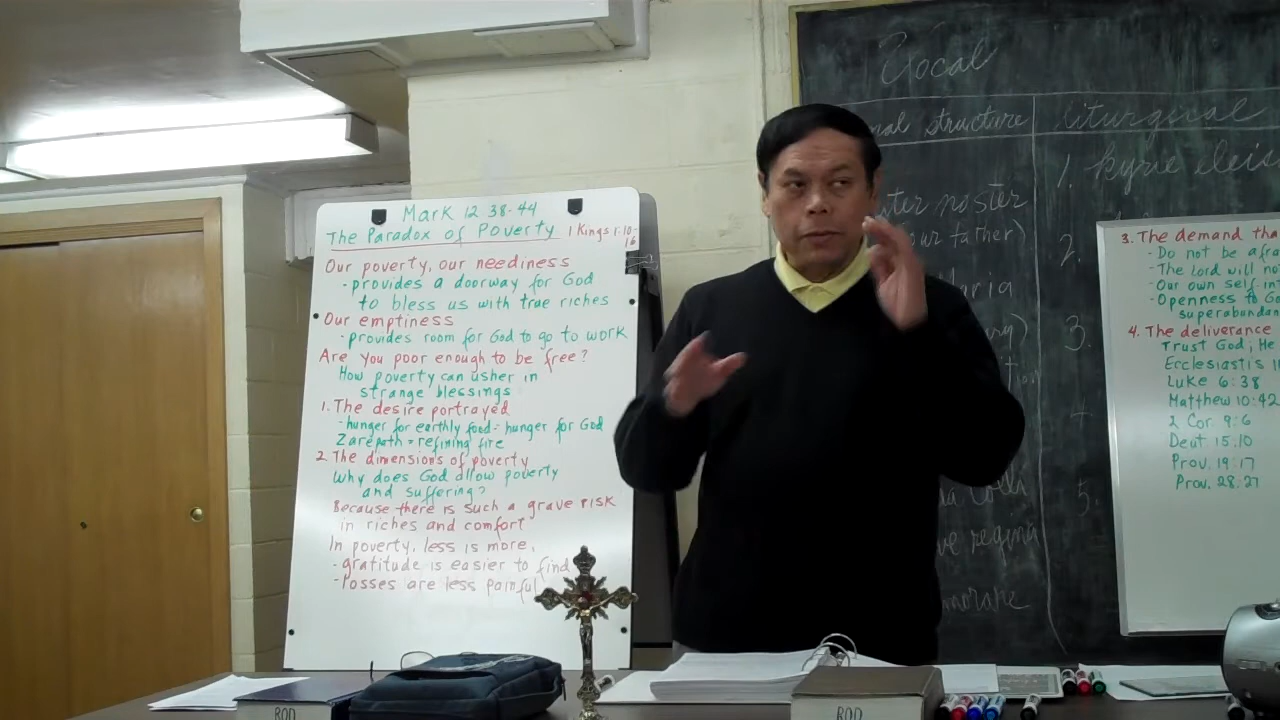 Mark 12 38-44
The Paradox of Poverty 1 Kings 17:10-
16
Our poverty, our neediness
- provides a doorway for God
to bless us with true riches
Our emptiness
- provides room for God to go to work
Are you poor enough to be free?
How poverty can usher in
strange blessings
1. The desire portrayed
- hunger for earthly food = hunger for God
Zarepath = refining fire
2. The dimensions of poverty
Why does God allow poverty
and suffering?
Because there is such a grave risk
in riches and comfort
In poverty, less is more,
- gratitude is easier to find
- losses are less painful
Vocal
structure
liturgical
1. Kyrie eleis
noster
our father)
2.
3.
4.
5.
regina
3. The demand tha
- Do not be afra
- The Lord will no
- Our own self in
- Openness to G
superabundan
4. The deliverance
Trust God; He
Ecclesiastis 1
Luke 6:38
Matthew 10:42
2 Cor 9:6
Deut 15:10
Prov. 19:17
Prov. 28:27
ROD
ROD